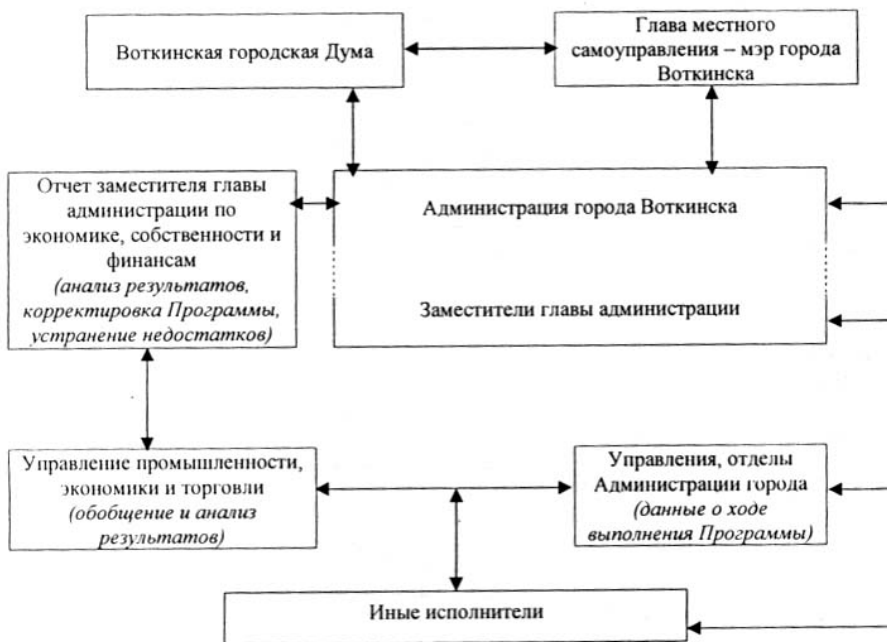 Воткинская городская Дума
Глава местного
самоуправления – мэр города
Воткинска
Отчет заместителя главы
администрации по
экономике, собственности и
финансам
(анализ результатов,
корректировка Программы,
устранение недостатков)
Администрация города Воткинска
Заместители главы администрации
Управление промышленности,
экономики и торговли
(обобщение и анализ
результатов)
Управления, отделы
Администрации города
(данные о ходе
выполнения Программы)
Иные исполнители